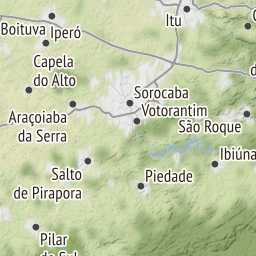 Itu
Boituva
Iperó
Capela
do Alto
Sorocaba
Votorantim
Araçoiaba
da Serra
São Roque
Ibiúna
Salto
de Pirapora
Piedade
Pilar